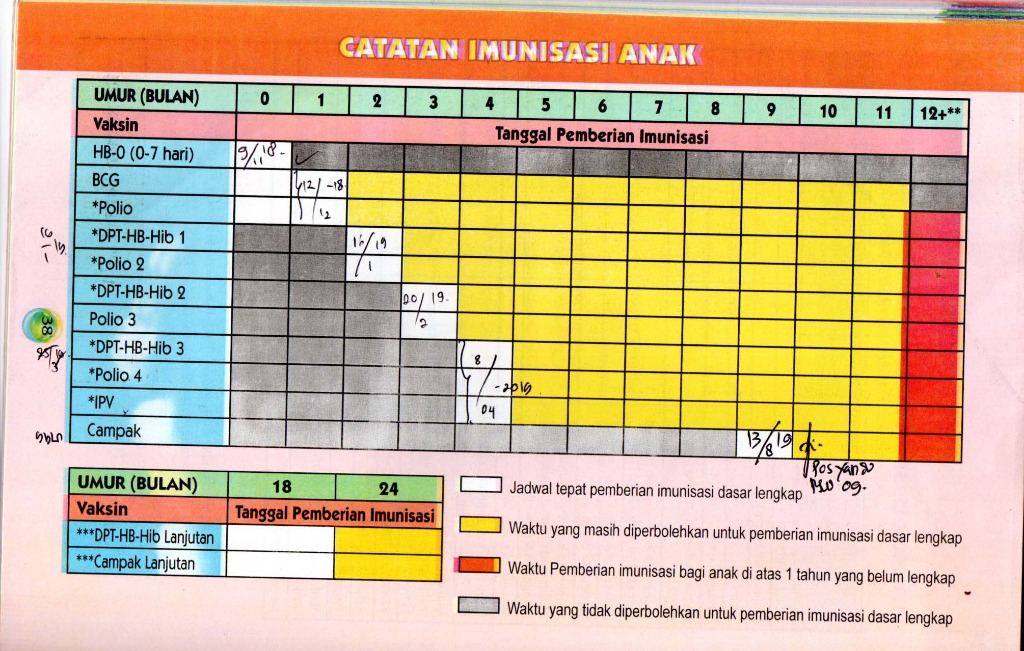 CATATAN IMUNISASI ANAK
UMUR (BULAN) 0 1 2 3 4 5 6 7 8 9 10 11 12+**
Vaksin Tanggal Pemberian Imunisasi
HB-0 (0-7 hari) 9/11 18-
BCG 12/12-18
*Polio
*DPT-HB-Hib 1 16/1 19
*Polio 2
*DPT-HB-Hib 2 20/2 19-
Polio 3
*DPT-HB-Hib 3 8/04-2019
*Polio 4
*IPV
Campak 13/8 19 di-
Posyandu
09-
16/1 19
38
UMUR (BULAN) 18 24
Vaksin Tanggal Pemberian Imunisasi
***DPT-HB-Hib Lanjutan
***Campak Lanjutan
Jadwal tepat pemberian imunisasi dasar lengkap
Waktu yang masih diperbolehkan untuk pemberian imunisasi dasar lengkap
Waktu Pemberian imunisasi bagi anak di atas 1 tahun yang belum lengkap
Waktu yang tidak diperbolehkan untuk pemberian imunisasi dasar lengkap